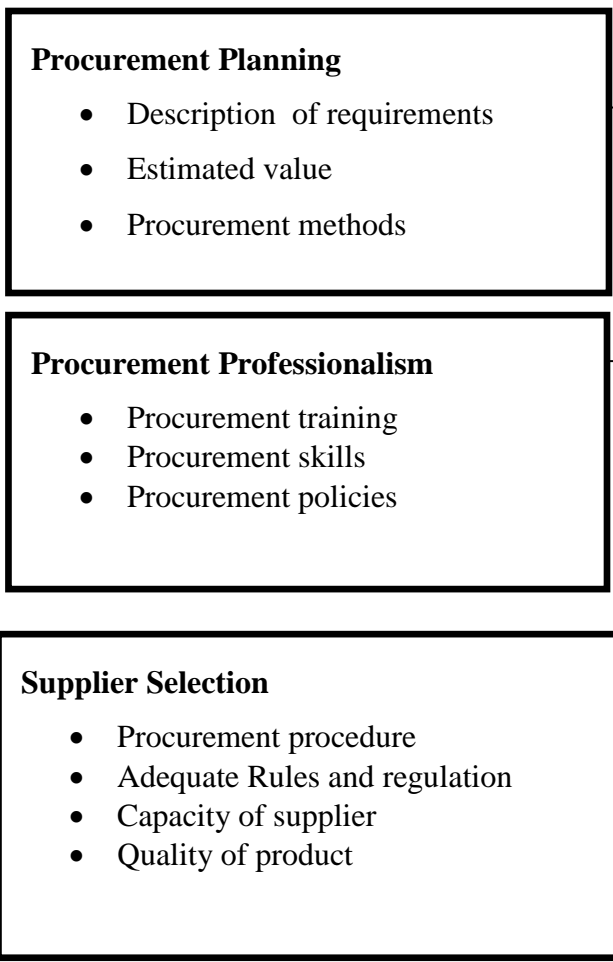 Procurement Planning
• Description of requirements
• Estimated value
• Procurement methods
Procurement Professionalism
• Procurement training
• Procurement skills
• Procurement policies
Supplier Selection
• Procurement procedure
• Adequate Rules and regulation
• Capacity of supplier
• Quality of product